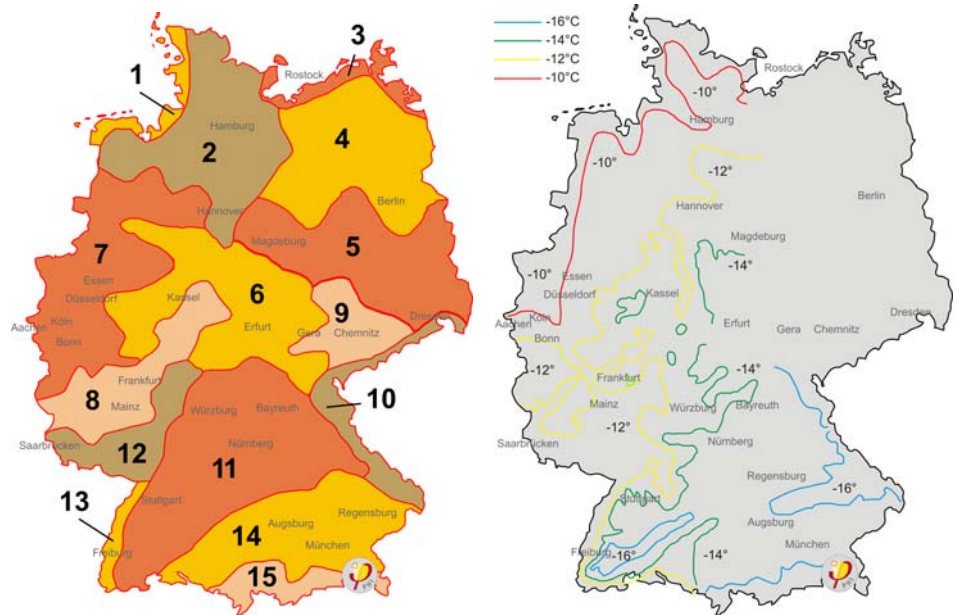 3
Rostock
1
Hamburg
2
4
Berlin
Hannover
Magdeburg
5
7
Essen
Düsseldorf
Kassel
6
9
Aachen
Köln
Bonn
Erfurt
Gera
Chemnitz
Dresden
Frankfurt
8
Mainz
10
Würzburg
Bayreuth
Saarbrücken
12
Nürnberg
11
13
Stuttgart
Regensburg
Augsburg
14
München
Freiburg
15
-16°C
-14°C
-12°C
-10°C
Rostock
-10°
Hamburg
-10°
-12°
Berlin
Hannover
Magdeburg
-14°
-10°
Essen
Düsseldorf
Kassel
Aachen
Köln
Bonn
Erfurt
Gera
Chemnitz
Dresden
-12°
Frankfurt
-14°
Mainz
Würzburg
Bayreuth
-12°
Saarbrücken
Nürnberg
Regensburg
Stuttgart
-16°
Augsburg
Freiburg
-16°
-14°
München